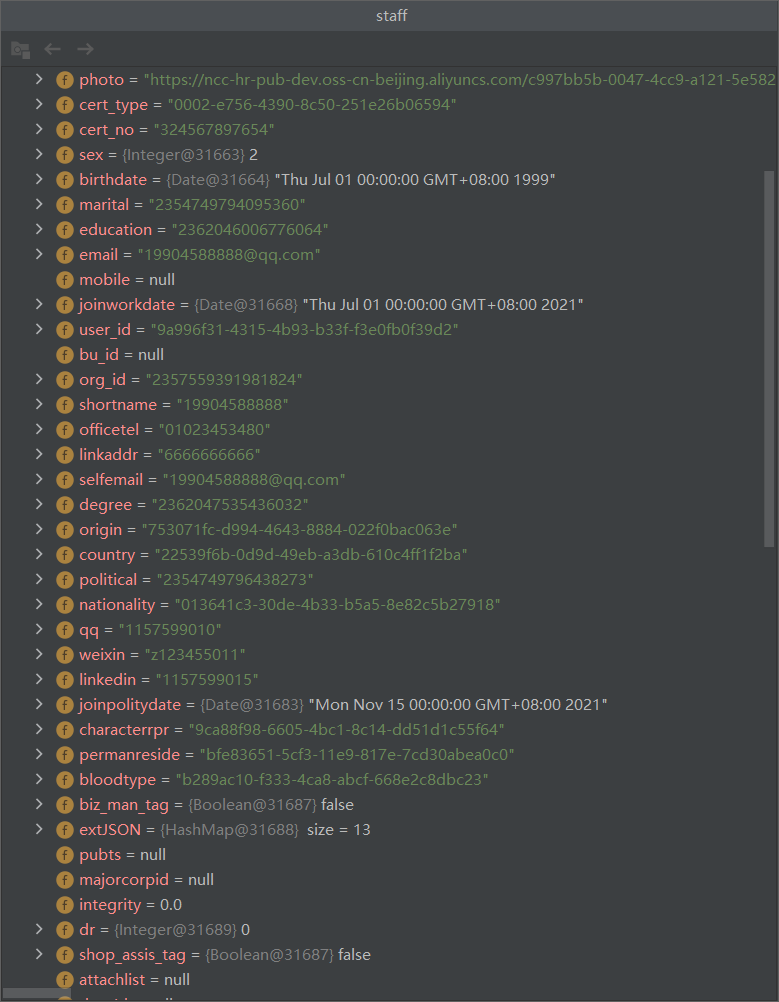 staff
photo = "https://ncc-hr-pub-dev.oss-cn-beijing.aliyuncs.com/c997bb5b-0047-4cc9-a121-5e582
cert_type = "0002-e756-4390-8c50-251e26b06594"
cert_no = "324567897654"
sex = {Integer@31663} 2
birthdate = {Date@31664} "Thu Jul 01 00:00:00 GMT+08:00 1999"
marital = "2354749794095360"
education = "2362046006776064"
email = "19904588888@qq.com"
mobile = null
joinworkdate = {Date@31668} "Thu Jul 01 00:00:00 GMT+08:00 2021"
user_id = "9a996f31-4315-4b93-b33f-f3e0fb0f39d2"
bu_id = null
org_id = "2357559391981824"
shortname = "19904588888"
officetel = "01023453480"
linkaddr = "6666666666"
selfemail = "19904588888@qq.com"
degree = "2362047535436032"
origin = "753071fc-d994-4643-8884-022f0bac063e"
country = "22539f6b-0d9d-49eb-a3db-610c4ff1f2ba"
political = "2354749796438273"
nationality = "013641c3-30de-4b33-b5a5-8e82c5b27918"
qq = "1157599010"
weixin = "z123455011"
linkedin = "1157599015"
joinpolitydate = {Date@31683} "Mon Nov 15 00:00:00 GMT+08:00 2021"
characterrpr = "9ca88f98-6605-4bc1-8c14-dd51d1c55f64"
permanreside = "bfe83651-5cf3-11e9-817e-7cd30abea0c0"
bloodtype = "b289ac10-f333-4ca8-abcf-668e2c8dbc23"
biz_man_tag = {Boolean@31687} false
extJSON = {HashMap@31688} size = 13
pubts = null
majorcorpid = null
integrity = 0.0
dr = {Integer@31689} 0
shop_assis_tag = {Boolean@31687} false
attachlist = null